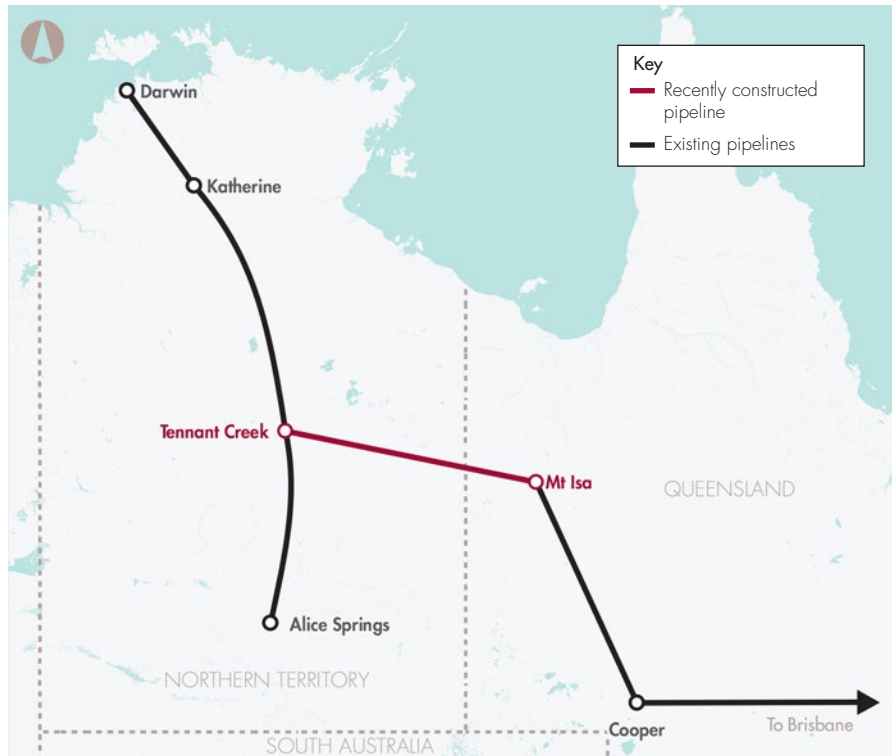 Key
Recently constructed
pipeline
Existing pipelines
Darwin
Katherine
Tennant Creek
Mt Isa
QUEENSLAND
Alice Springs
NORTHERN TERRITORY
Cooper
To Brisbane
SOUTH AUSTRALIA